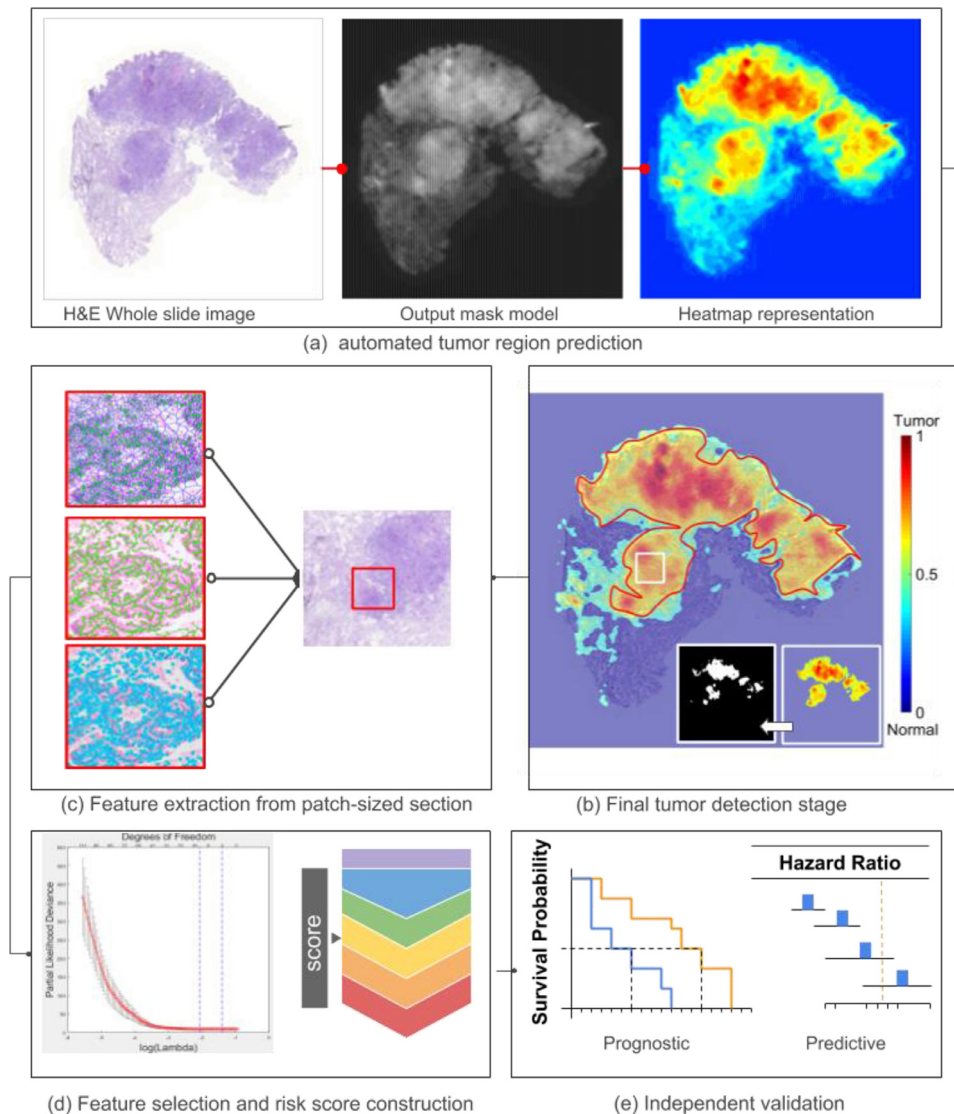 H&E Whole slide image
Output mask model
Heatmap representation
(a) automated tumor region prediction
(c) Feature extraction from patch-sized section
Tumor
1
0.5
0
Normal
(b) Final tumor detection stage
Degrees of Freedom
Partial Likelihood Deviance
log(Lambda)
score
(d) Feature selection and risk score construction
Survival Probability
Prognostic
Hazard Ratio
Predictive
(e) Independent validation